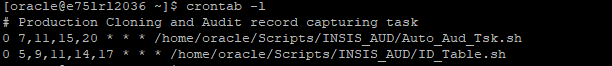 [oracle@e75lrl2036 ~]$ crontab -l
# Production Cloning and Audit record capturing task
0 7,11,15,20 * * * /home/oracle/Scripts/INSIS_AUD/Auto_Aud_Tsk.sh
0 5,9,11,14,17 * * * /home/oracle/Scripts/INSIS_AUD/ID_Table.sh